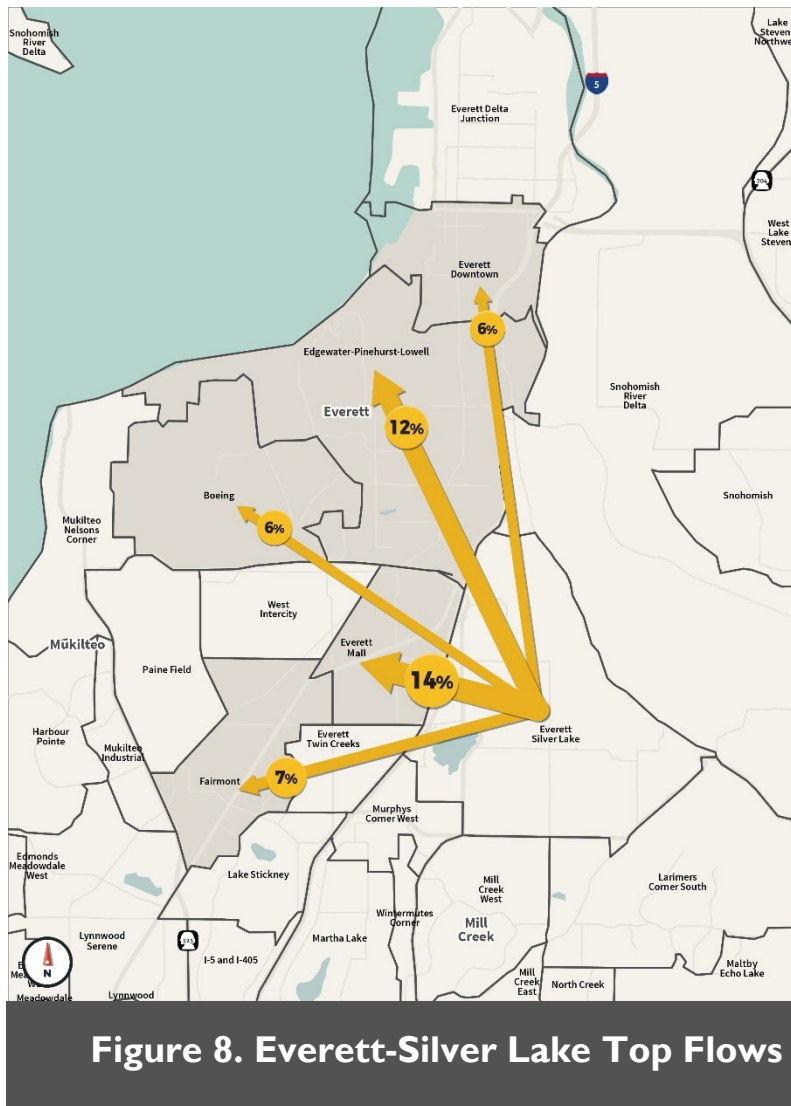 Snohomish
River
Delta
Lake
Steven
Northwe
Everett Delta
Junction
5
204
West
Lake
Steven
Everett
Downtown
6%
Edgewater-Pinehurst-Lowell
Everett
12%
Snohomish
River
Delta
Boeing
6%
Snohomish
Mukilteo
Nelsons
Corner
West
Intercity
Mukilteo
Everett
Mall
Paine Field
14%
Harbour
Pointe
Mukilteo
Industrial
Everett
Twin Creeks
Everett
Silver Lake
Fairmont
7%
Murphys
Corner West
Edmonds
Meadowdale
West
Lake Stickney
Mill
Creek
West
Larimers
Corner South
Lynnwood
Serene
525
Martha Lake
Wintermutes
Corner
Mill
Creek
N
I-5 and I-405
Mill
Creek
East
North Creek
Maltby
Echo Lake
Meadowdale
Lynnwood
Figure 8. Everett-Silver Lake Top Flows